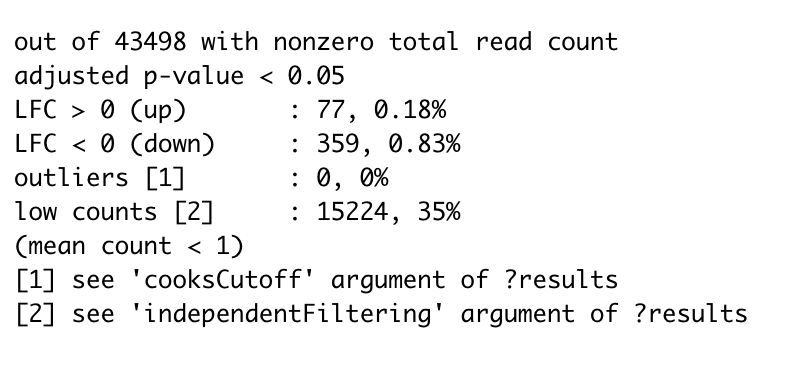 out of 43498 with nonzero total read count
adjusted p-value < 0.05
LFC > 0 (up)       : 77, 0.18%
LFC < 0 (down)     : 359, 0.83%
outliers [1]       : 0, 0%
low counts [2]     : 15224, 35%
(mean count < 1)
[1] see 'cooksCutoff' argument of ?results
[2] see 'independentFiltering' argument of ?results